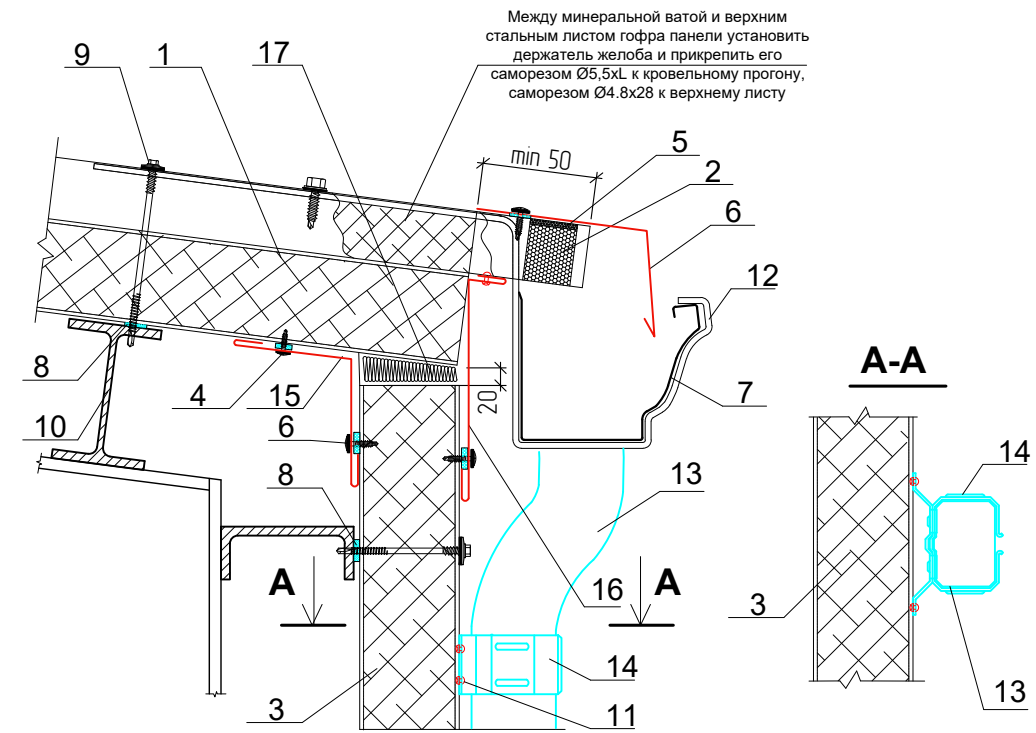 Между минеральной ватой и верхним
стальным листом гофра панели установить
держатель желоба и прикрепить его
саморезом Ø5,5xL к кровельному прогону,
саморезом Ø4.8x28 к верхнему листу
9
1
17
min 50
5
2
6
12
A-A
8
4
15
20
7
10
6
8
13
14
A
A
16
3
14
3
11
13